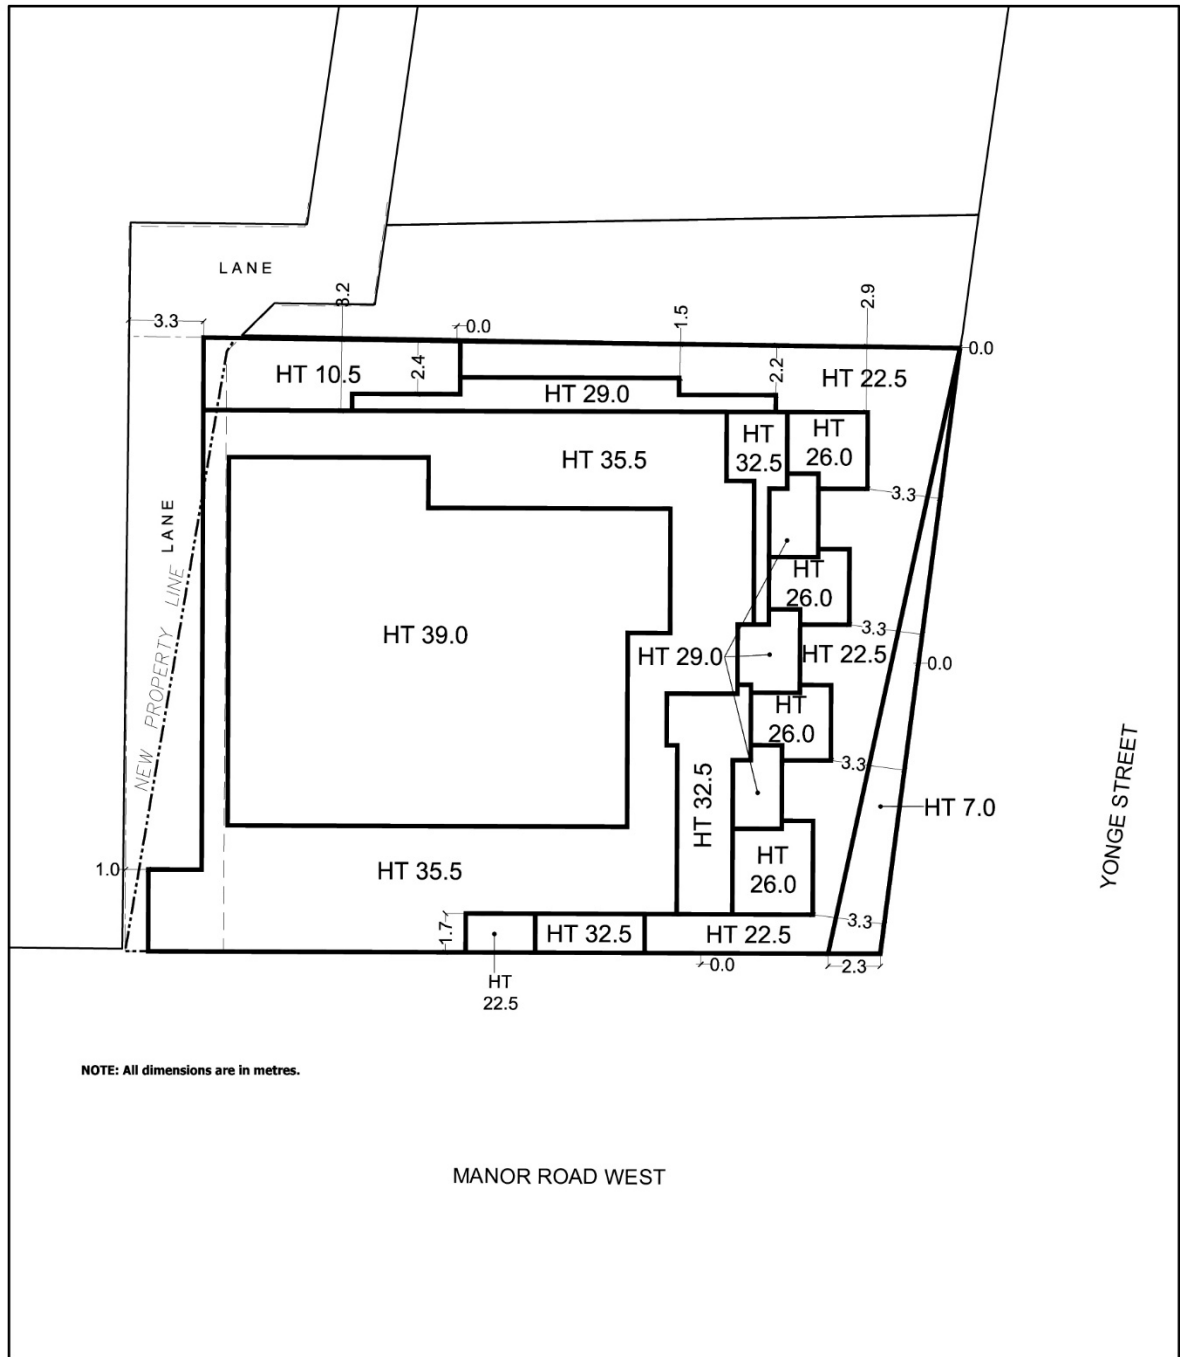 LANE
3.2
3.3
0.0
1.5
2.9
0.0
HT 10.5
2.4
HT 29.0
2.2
HT 22.5
HT 35.5
HT
32.5
HT
26.0
3.3
LANE
NEW PROPERTY LINE
HT
26.0
HT 39.0
3.3
HT 29.0
HT 22.5
0.0
HT
26.0
3.3
HT 32.5
HT 7.0
YONGE STREET
1.0
HT 35.5
HT
26.0
3.3
1.7
HT 32.5
HT 22.5
0.0
2.3
HT
22.5
NOTE: All dimensions are in metres.
MANOR ROAD WEST